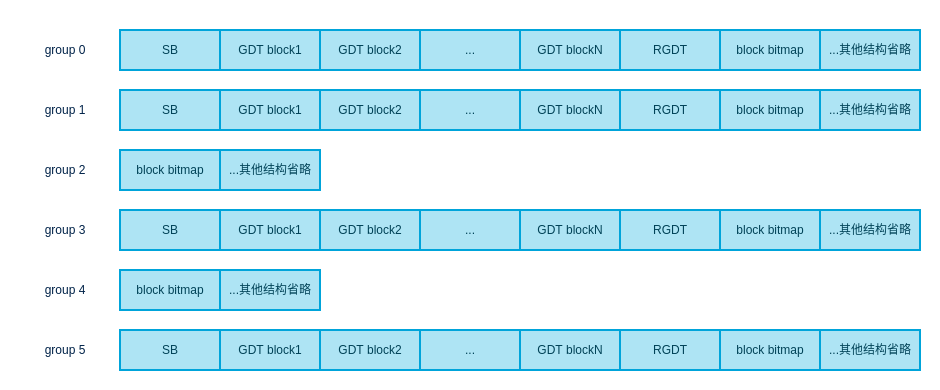 group 0 SB GDT block1 GDT block2 ... GDT blockN RGDT block bitmap ...其他结构省略
group 1 SB GDT block1 GDT block2 ... GDT blockN RGDT block bitmap ...其他结构省略
group 2 block bitmap ...其他结构省略
group 3 SB GDT block1 GDT block2 ... GDT blockN RGDT block bitmap ...其他结构省略
group 4 block bitmap ...其他结构省略
group 5 SB GDT block1 GDT block2 ... GDT blockN RGDT block bitmap ...其他结构省略